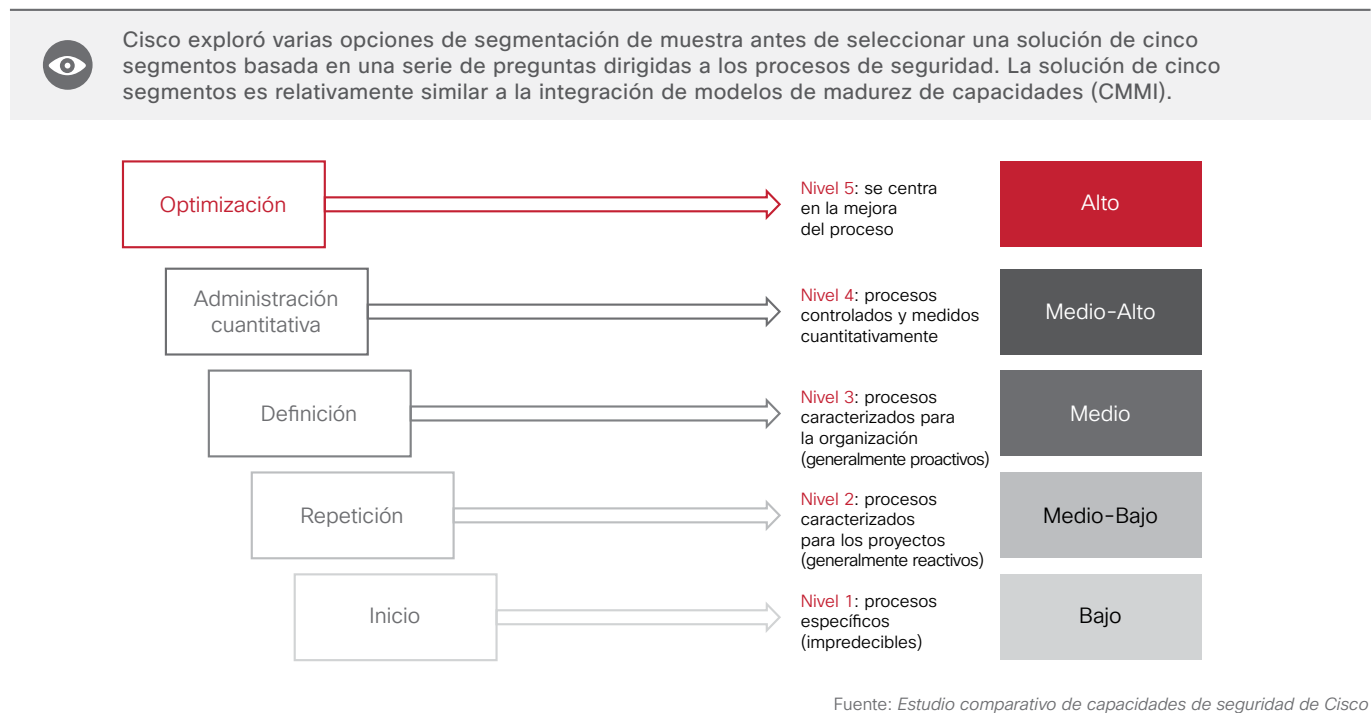 Cisco exploró varias opciones de segmentación de muestra antes de seleccionar una solución de cinco
segmentos basada en una serie de preguntas dirigidas a los procesos de seguridad. La solución de cinco
segmentos es relativamente similar a la integración de modelos de madurez de capacidades (CMMI).
Optimización
Nivel 5: se centra
en la mejora
del proceso
Alto
Administración
cuantitativa
Nivel 4: procesos
controlados y medidos
cuantitativamente
Medio-Alto
Definición
Nivel 3: procesos
caracterizados para
la organización
(generalmente proactivos)
Medio
Repetición
Nivel 2: procesos
caracterizados
para los proyectos
(generalmente reactivos)
Medio-Bajo
Inicio
Nivel 1: procesos
específicos
(impredecibles)
Bajo
Fuente: Estudio comparativo de capacidades de seguridad de Cisco